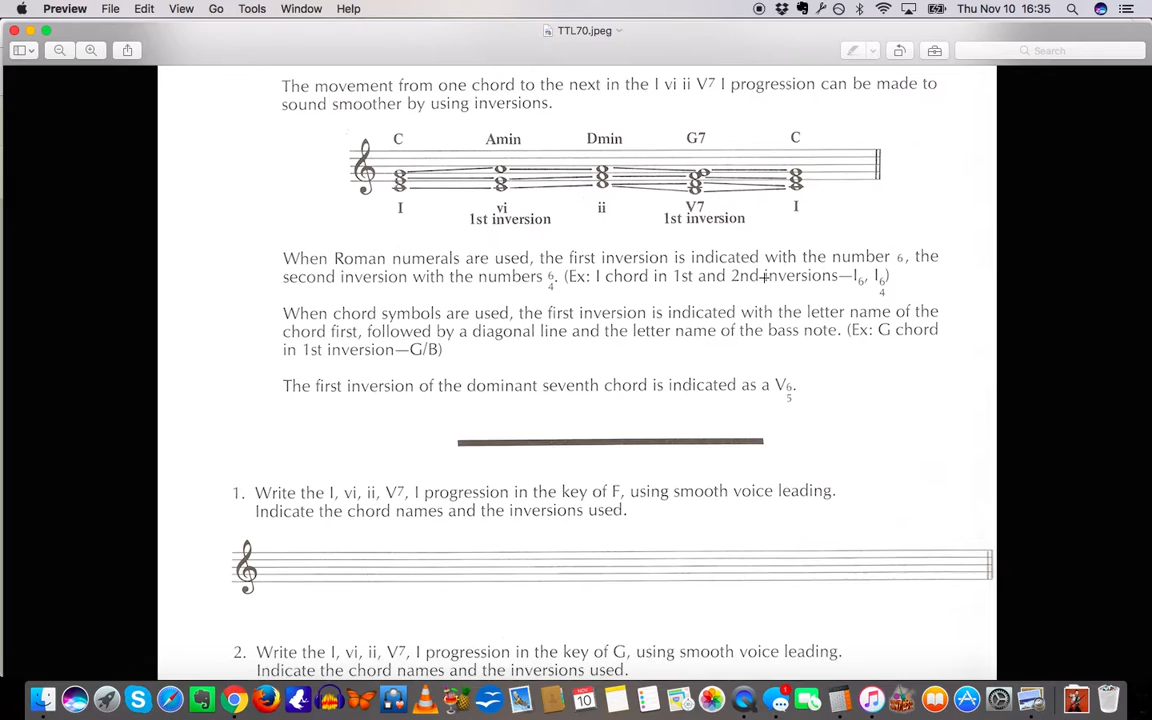 Preview File Edit View Go Tools Window Help Thu Nov 10 16:35
TTL70.jpeg
Search
The movement from one chord to the next in the I vi ii V7 I progression can be made to
sound smoother by using inversions.
C Amin Dmin G7 C
I vi ii V7 I
1st inversion 1st inversion
When Roman numerals are used, the first inversion is indicated with the number 6, the
second inversion with the numbers 6/4. (Ex: I chord in 1st and 2nd inversions—I6, I6/4)
When chord symbols are used, the first inversion is indicated with the letter name of the
chord first, followed by a diagonal line and the letter name of the bass note. (Ex: G chord
in 1st inversion—G/B)
The first inversion of the dominant seventh chord is indicated as a V6/5.
1. Write the I, vi, ii, V7, I progression in the key of F, using smooth voice leading.
Indicate the chord names and the inversions used.
2. Write the I, vi, ii, V7, I progression in the key of G, using smooth voice leading.
Indicate the chord names and the inversions used.
NOV
10
1